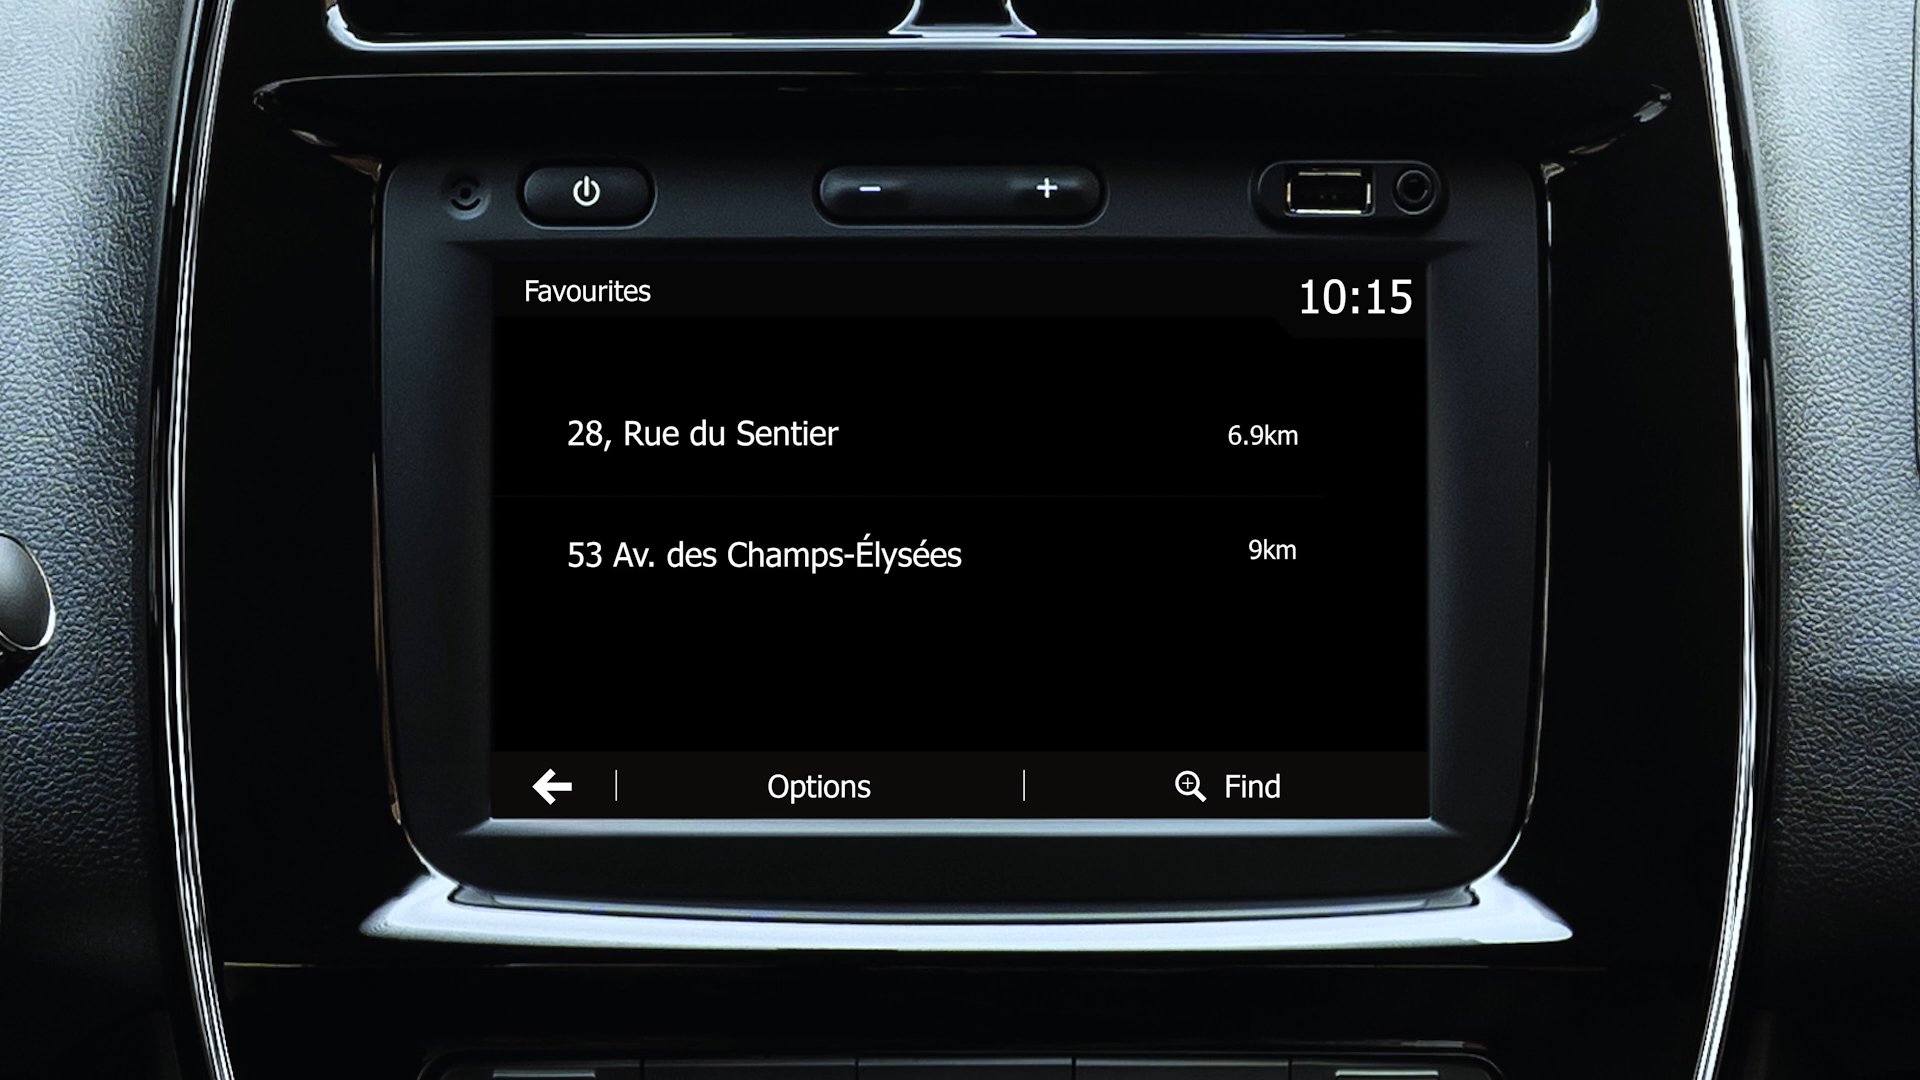 Favourites
10:15
28, Rue du Sentier
6.9km
53 Av. des Champs-Élysées
9km
Options
Find